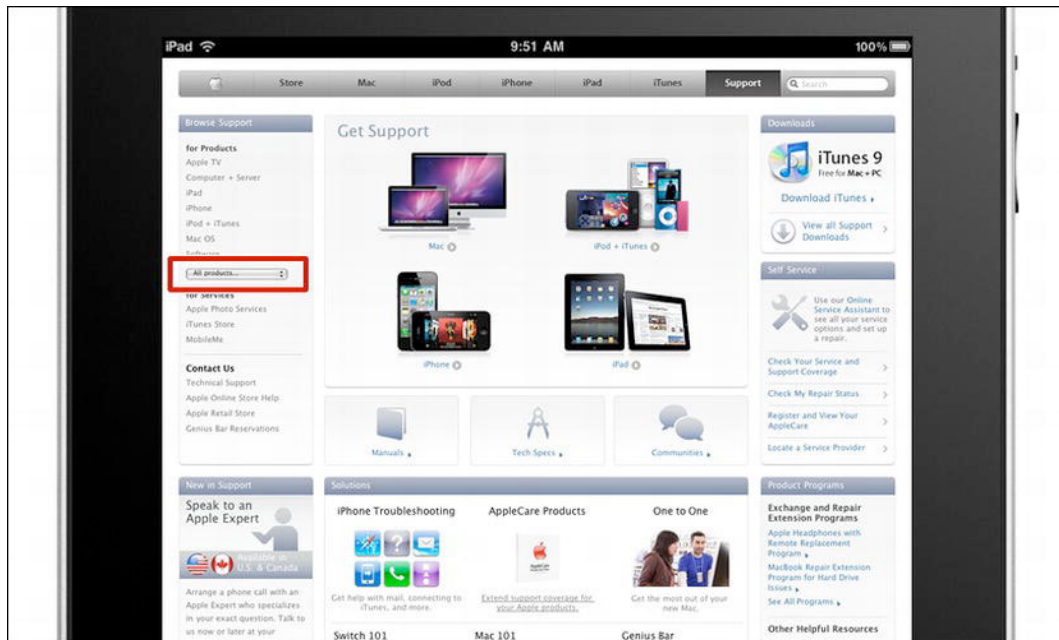 iPad 9:51 AM 100%
Store Mac iPod iPhone iPad iTunes Support Search
Browse Support
for Products
Apple TV
Computer + Server
iPad
iPhone
iPod + iTunes
Mac OS
Software
All products...
for Services
Apple Photo Services
iTunes Store
MobileMe
Contact Us
Technical Support
Apple Online Store Help
Apple Retail Store
Genius Bar Reservations
Get Support
Mac
iPod + iTunes
iPhone
iPad
Manuals
Tech Specs
Communities
Downloads
iTunes 9
Free for Mac + PC
Download iTunes
View all Support
Downloads
Self Service
Use our Online
Service Assistant to
see all your service
options and set up
a repair.
Check Your Service and
Support Coverage
Check My Repair Status
Register and View Your
AppleCare
Locate a Service Provider
New in Support
Speak to an
Apple Expert
Available in
U.S. & Canada
Arrange a phone call with an
Apple Expert who specializes
in your exact question. Talk to
us now or later at your
Solutions
iPhone Troubleshooting
Get help with mail, connecting to
iTunes, and more.
AppleCare Products
AppleCare
Extend support coverage for
your Apple products.
One to One
Get the most out of your
new Mac.
Switch 101
Mac 101
Genius Bar
Product Programs
Exchange and Repair
Extension Programs
Apple Headphones with
Remote Replacement
Program
MacBook Repair Extension
Program for Hard Drive
Issues
See All Programs
Other Helpful Resources